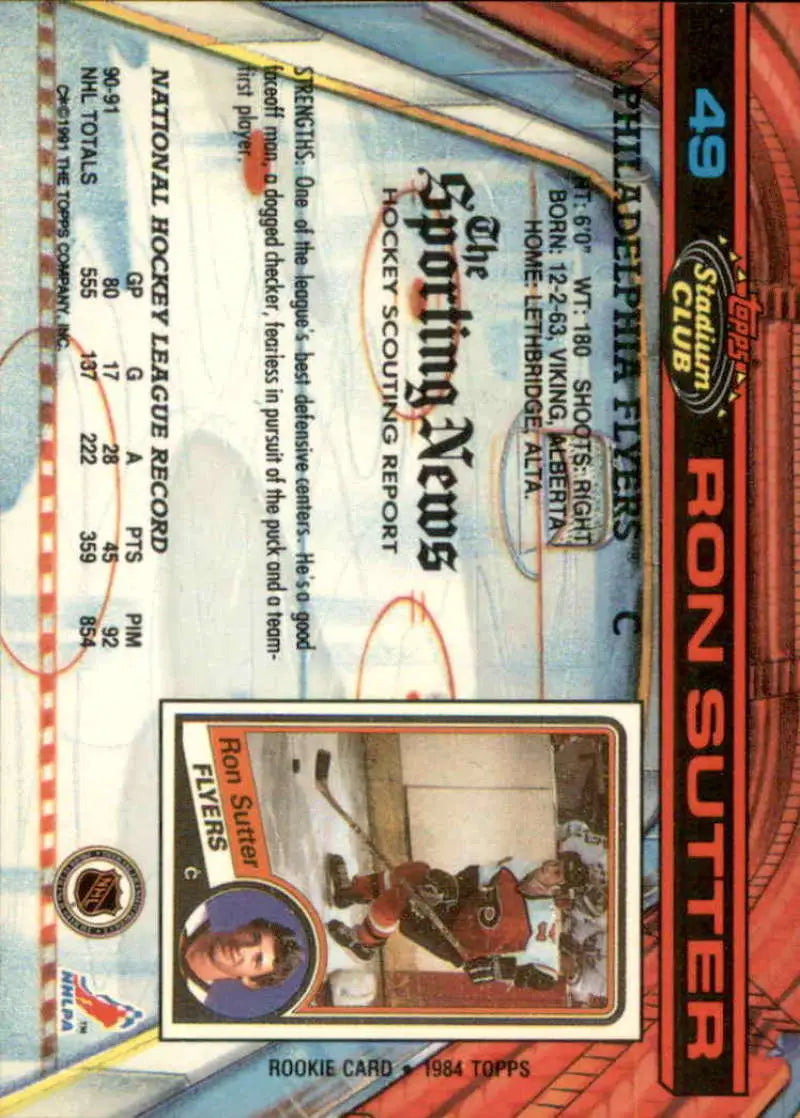 49
Topps
Stadium
CLUB
RON SUTTER
PHILADELPHIA FLYERS™ C
HT: 6'0" WT: 180 SHOOTS: RIGHT
BORN: 12-2-63, VIKING, ALBERTA
HOME: LETHBRIDGE, ALTA.
The
Sporting News
HOCKEY SCOUTING REPORT
STRENGTHS: One of the league's best defensive centers. He's a good
faceoff man, a dogged checker, fearless in pursuit of the puck and a team-
first player.
NATIONAL HOCKEY LEAGUE RECORD
GP G A PTS PIM
90-91 80 17 28 45 92
NHL TOTALS 555 137 222 359 854
©1991 THE TOPPS COMPANY, INC.
Ron Sutter
FLYERS
C
NHL
NHLPA™
ROOKIE CARD • 1984 TOPPS